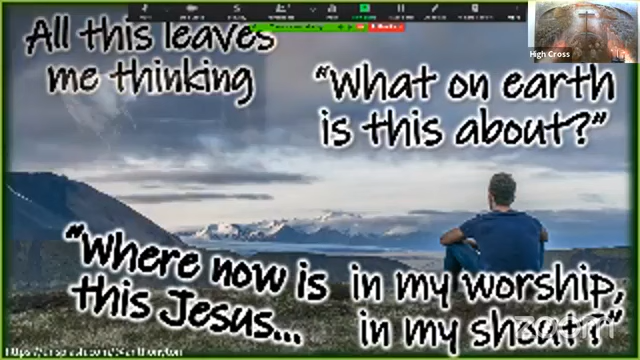 All this leaves
me thinking
"What on earth
is this about?"
"Where now is
this Jesus...
in my worship,
in my shout?"
High Cross
zoom